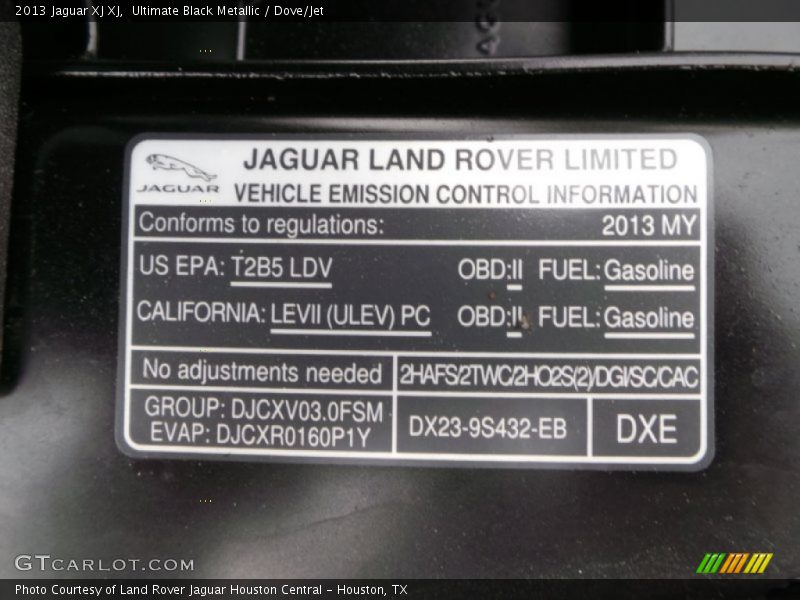 2013 Jaguar XJ XJ, Ultimate Black Metallic / Dove/Jet
JAGUAR LAND ROVER LIMITED
JAGUAR
VEHICLE EMISSION CONTROL INFORMATION
Conforms to regulations: 2013 MY
US EPA: T2B5 LDV OBD:II FUEL: Gasoline
CALIFORNIA: LEVII (ULEV) PC OBD:II FUEL: Gasoline
No adjustments needed 2HAFS/2TWC/2HO2S(2)/DGI/SC/CAC
GROUP: DJCXV03.0FSM
EVAP: DJCXR0160P1Y
DX23-9S432-EB
DXE
GTCARLOT.COM
Photo Courtesy of Land Rover Jaguar Houston Central - Houston, TX